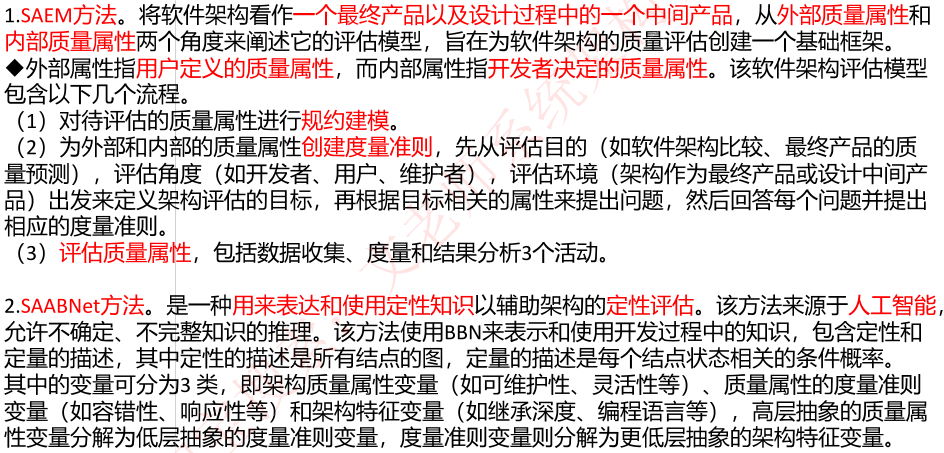 1.SAEM方法。将软件架构看作一个最终产品以及设计过程中的一个中间产品，从外部质量属性和
内部质量属性两个角度来阐述它的评估模型，旨在为软件架构的质量评估创建一个基础框架。
◆外部属性指用户定义的质量属性，而内部属性指开发者决定的质量属性。该软件架构评估模型
包含以下几个流程。
（1）对待评估的质量属性进行规约建模。
（2）为外部和内部的质量属性创建度量准则，先从评估目的（如软件架构比较、最终产品的质
量预测），评估角度（如开发者、用户、维护者），评估环境（架构作为最终产品或设计中间产
品）出发来定义架构评估的目标，再根据目标相关的属性来提出问题，然后回答每个问题并提出
相应的度量准则。
（3）评估质量属性，包括数据收集、度量和结果分析3个活动。
2.SAABNet方法。是一种用来表达和使用定性知识以辅助架构的定性评估。该方法来源于人工智能，
允许不确定、不完整知识的推理。该方法使用BBN来表示和使用开发过程中的知识，包含定性和
定量的描述，其中定性的描述是所有结点的图，定量的描述是每个结点状态相关的条件概率。
其中的变量可分为3 类，即架构质量属性变量（如可维护性、灵活性等）、质量属性的度量准则
变量（如容错性、响应性等）和架构特征变量（如继承深度、编程语言等），高层抽象的质量属
性变量分解为低层抽象的度量准则变量，度量准则变量则分解为更低层抽象的架构特征变量。